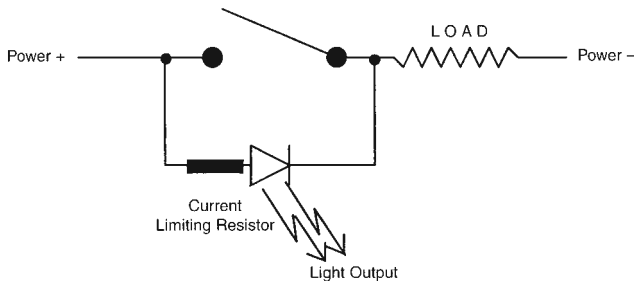 LOAD
Power +
Power –
Current
Limiting Resistor
Light Output